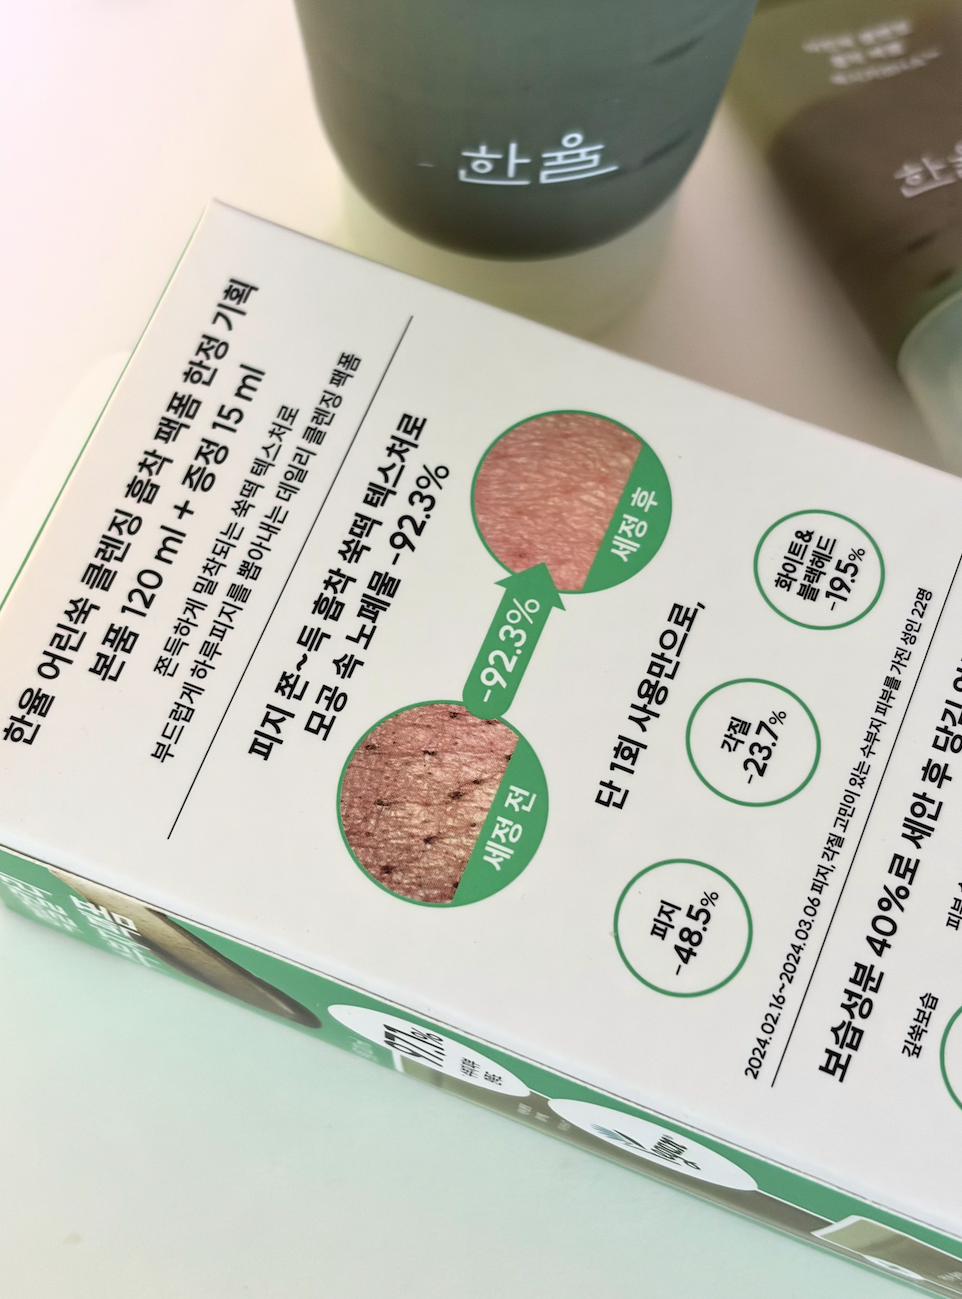 한율
한율
한율 어린쑥 클렌징 흡착 팩폼 한정 기획
본품 120 ml + 증정 15 ml
쫀득하게 밀착되는 쑥떡 텍스처로
부드럽게 하루피지를 뽑아내는 데일리 클렌징 팩폼
피지 쫀~득 흡착 쑥떡 텍스처로
모공 속 노폐물 -92.3%
세정 전
-92.3%
세정 후
단 1회 사용만으로,
피지
-48.5%
각질
-23.7%
화이트&
블랙헤드
-19.5%
2024.02.16~2024.03.06 피지, 각질 고민이 있는 수부지 피부를 가진 성인 22명
보습성분 40%로 세안 후 당김
깊쑥보습
Vegan